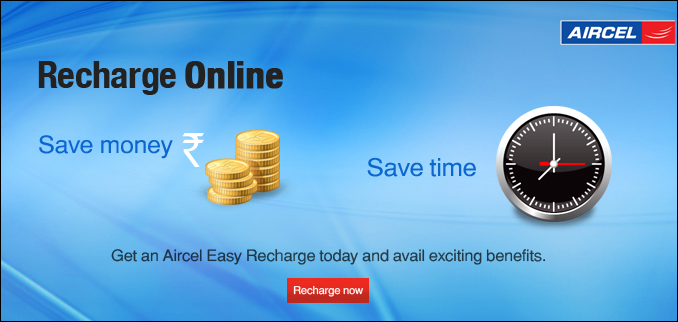 AIRCEL
Recharge Online
Save money ₹
Save time
Get an Aircel Easy Recharge today and avail exciting benefits.
Recharge now